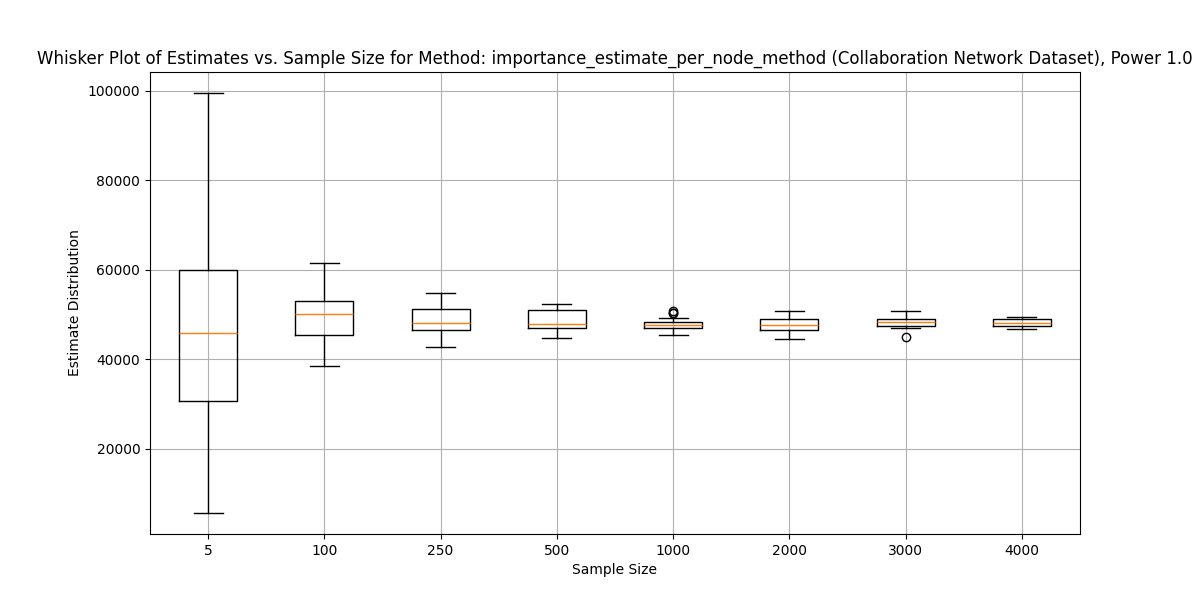 Whisker Plot of Estimates vs. Sample Size for Method: importance_estimate_per_node_method (Collaboration Network Dataset), Power 1.0
100000
80000
60000
40000
20000
Estimate Distribution
5 100 250 500 1000 2000 3000 4000
Sample Size